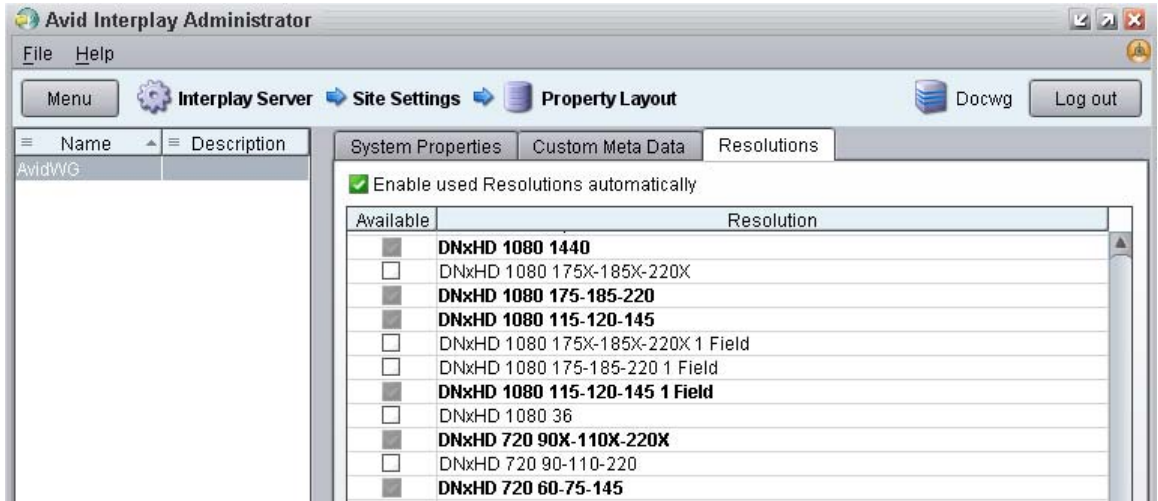 Avid Interplay Administrator
File Help
Menu Interplay Server Site Settings Property Layout Docwg Log out
Name Description
AvidWG
System Properties Custom Meta Data Resolutions
Enable used Resolutions automatically
Available Resolution
DNxHD 1080 1440
DNxHD 1080 175X-185X-220X
DNxHD 1080 175-185-220
DNxHD 1080 115-120-145
DNxHD 1080 175X-185X-220X 1 Field
DNxHD 1080 175-185-220 1 Field
DNxHD 1080 115-120-145 1 Field
DNxHD 1080 36
DNxHD 720 90X-110X-220X
DNxHD 720 90-110-220
DNxHD 720 60-75-145